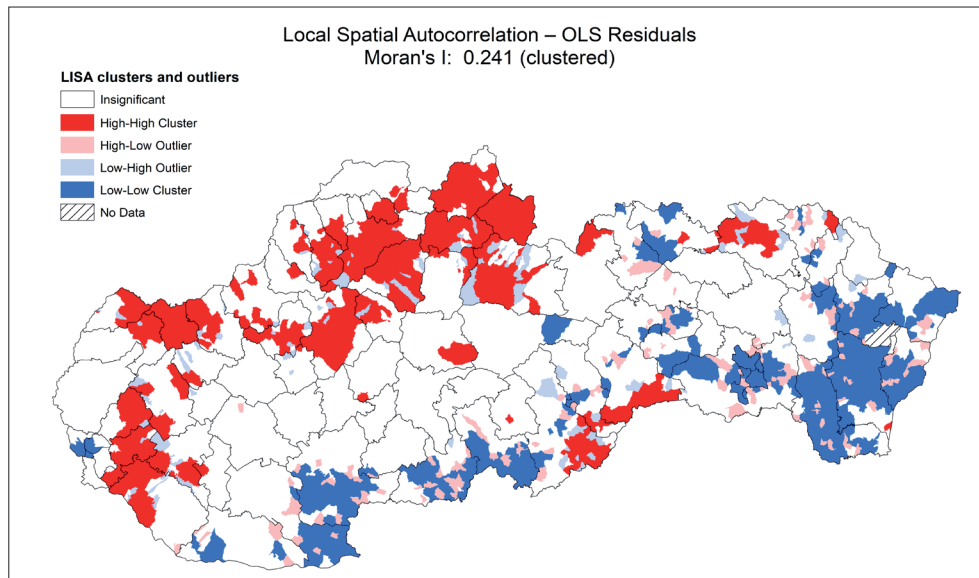 Local Spatial Autocorrelation – OLS Residuals
Moran's I:  0.241 (clustered)
LISA clusters and outliers
Insignificant
High-High Cluster
High-Low Outlier
Low-High Outlier
Low-Low Cluster
No Data